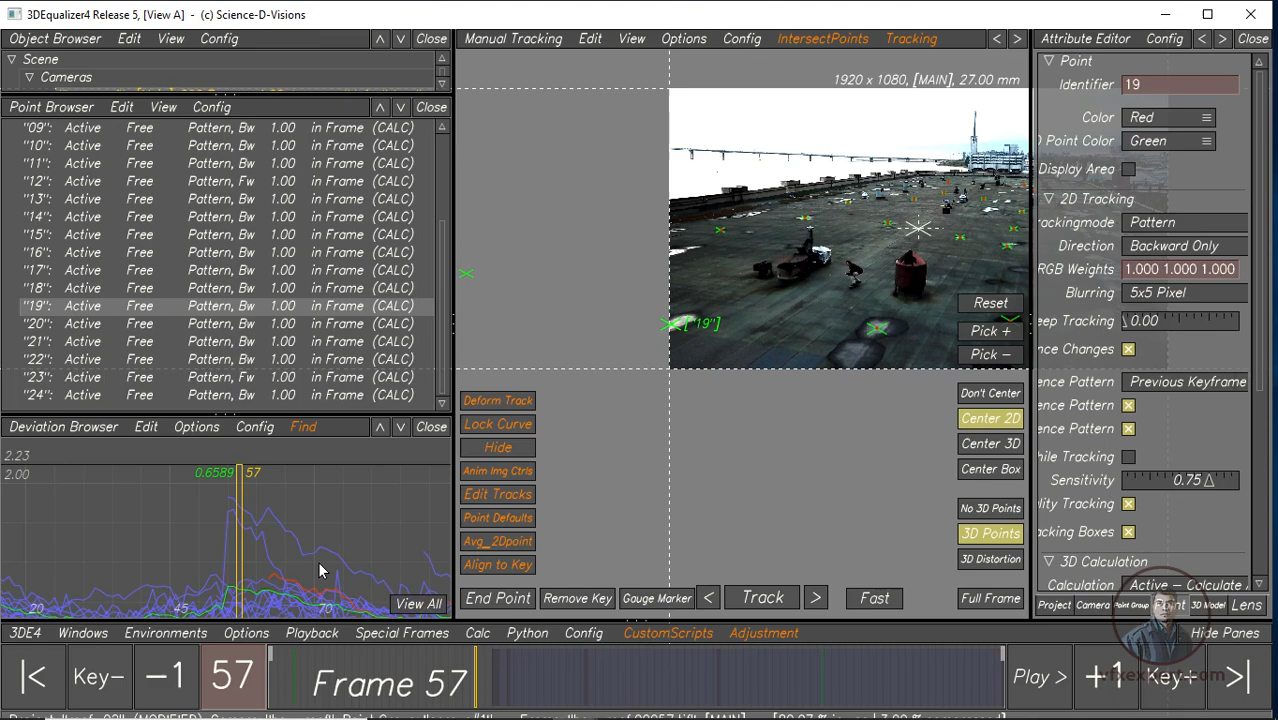 3DEqualizer4 Release 5, [View A]  -  (c) Science-D-Visions
Object Browser Edit View Config Close
Scene
Cameras
Point Browser Edit View Config Close
"09": Active Free Pattern, Bw 1.00 in Frame (CALC)
"10": Active Free Pattern, Bw 1.00 in Frame (CALC)
"11": Active Free Pattern, Bw 1.00 in Frame (CALC)
"12": Active Free Pattern, Fw 1.00 in Frame (CALC)
"13": Active Free Pattern, Bw 1.00 in Frame (CALC)
"14": Active Free Pattern, Bw 1.00 in Frame (CALC)
"15": Active Free Pattern, Bw 1.00 in Frame (CALC)
"16": Active Free Pattern, Bw 1.00 in Frame (CALC)
"17": Active Free Pattern, Bw 1.00 in Frame (CALC)
"18": Active Free Pattern, Bw 1.00 in Frame (CALC)
"19": Active Free Pattern, Bw 1.00 in Frame (CALC)
"20": Active Free Pattern, Bw 1.00 in Frame (CALC)
"21": Active Free Pattern, Bw 1.00 in Frame (CALC)
"22": Active Free Pattern, Bw 1.00 in Frame (CALC)
"23": Active Free Pattern, Fw 1.00 in Frame (CALC)
"24": Active Free Pattern, Bw 1.00 in Frame (CALC)
Deviation Browser Edit Options Config Find Close
2.23
2.00
0.6589 57
20 45 70
View All
Manual Tracking Edit View Options Config IntersectPoints Tracking < >
1920 x 1080, [MAIN], 27.00 mm
["19"]
Reset
Pick +
Pick −
Deform Track
Lock Curve
Hide
Anim Img Ctrls
Edit Tracks
Point Defaults
Avg_2Dpoint
Align to Key
Don't Center
Center 2D
Center 3D
Center Box
No 3D Points
3D Points
3D Distortion
End Point Remove Key Gauge Marker < Track > Fast Full Frame
Attribute Editor Config < > Close
Point
Identifier 19
Color Red
Point Color Green
Display Area
2D Tracking
rackingmode Pattern
Direction Backward Only
RGB Weights 1.000 1.000 1.000
Blurring 5x5 Pixel
eep Tracking 0.00
nce Changes
ence Pattern Previous Keyframe
ence Pattern
ence Pattern
hile Tracking
Sensitivity 0.75
lity Tracking
acking Boxes
3D Calculation
Calculation Active − Calculate
Project Camera Point Group Point 3D Model Lens
3DE4 Windows Environments Options Playback Special Frames Calc Python Config CustomScripts Adjustment Hide Panes
|< Key− −1 57 Frame 57 Play > +1 Key+ >|